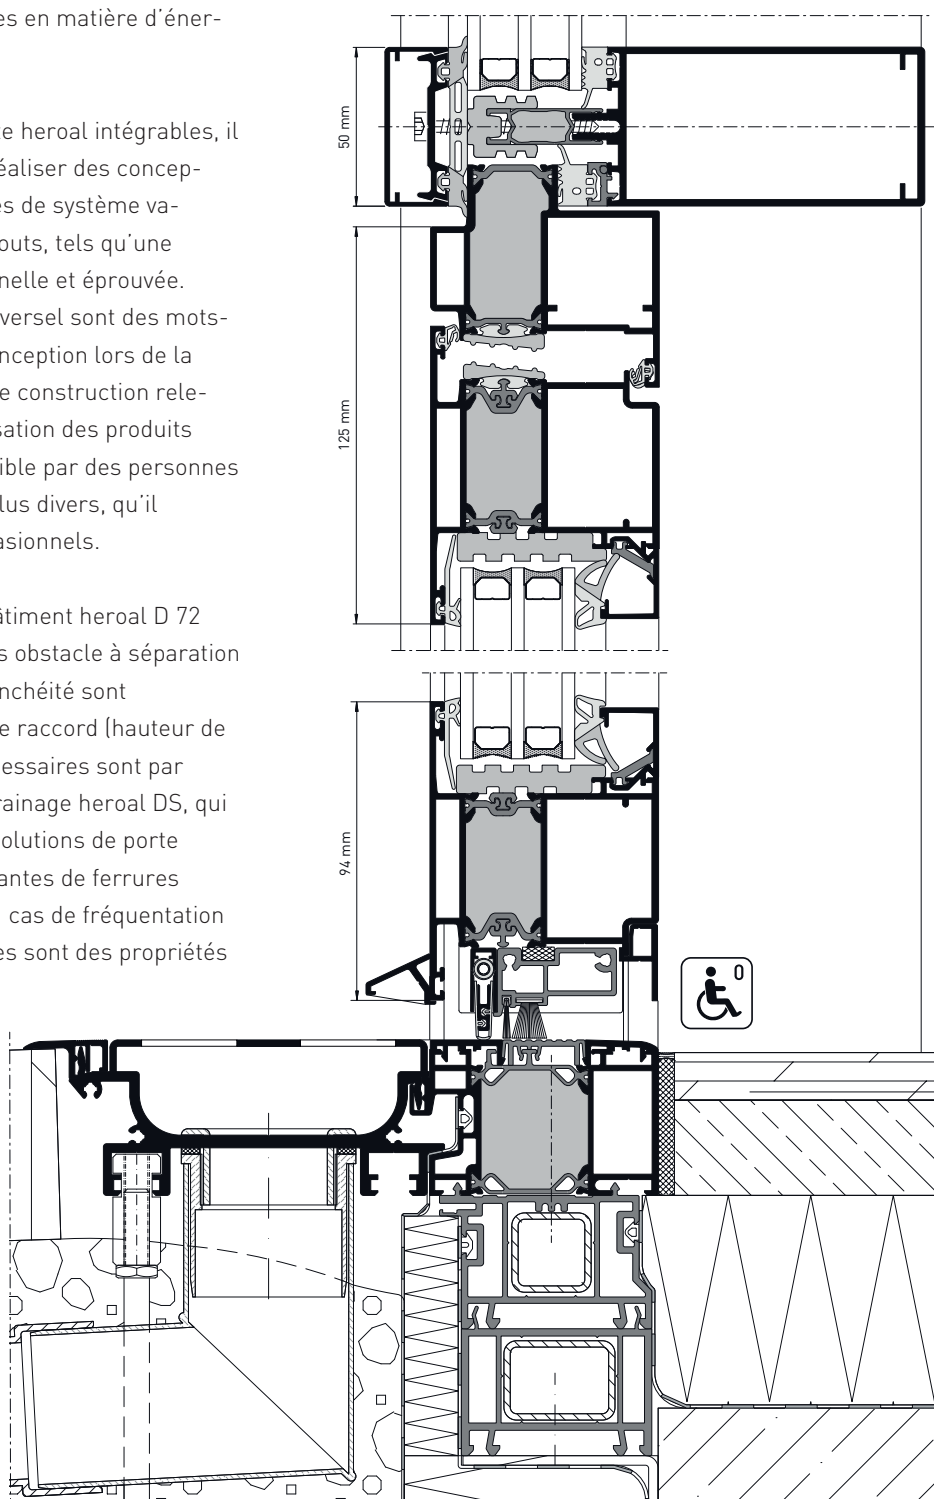 es en matière d'éner-
te heroal intégrables, il
éaliser des concep-
es de système va-
outs, tels qu'une
nelle et éprouvée.
versel sont des mots-
nception lors de la
e construction rele-
sation des produits
ible par des personnes
lus divers, qu'il
asionnels.
âtiment heroal D 72
s obstacle à séparation
nchéité sont
e raccord (hauteur de
essaires sont par
rainage heroal DS, qui
olutions de porte
antes de ferrures
cas de fréquentation
es sont des propriétés
50 mm
125 mm
94 mm
0